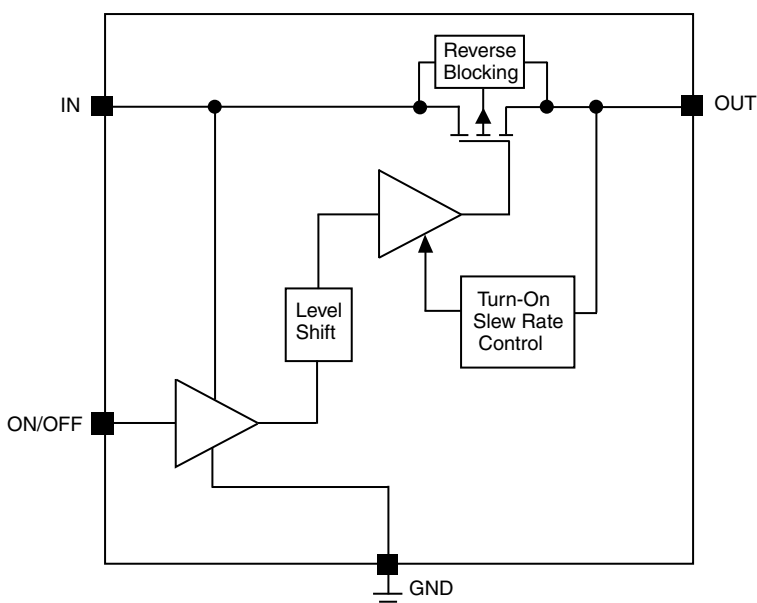 Reverse
Blocking
IN
OUT
Level
Shift
Turn-On
Slew Rate
Control
ON/OFF
GND